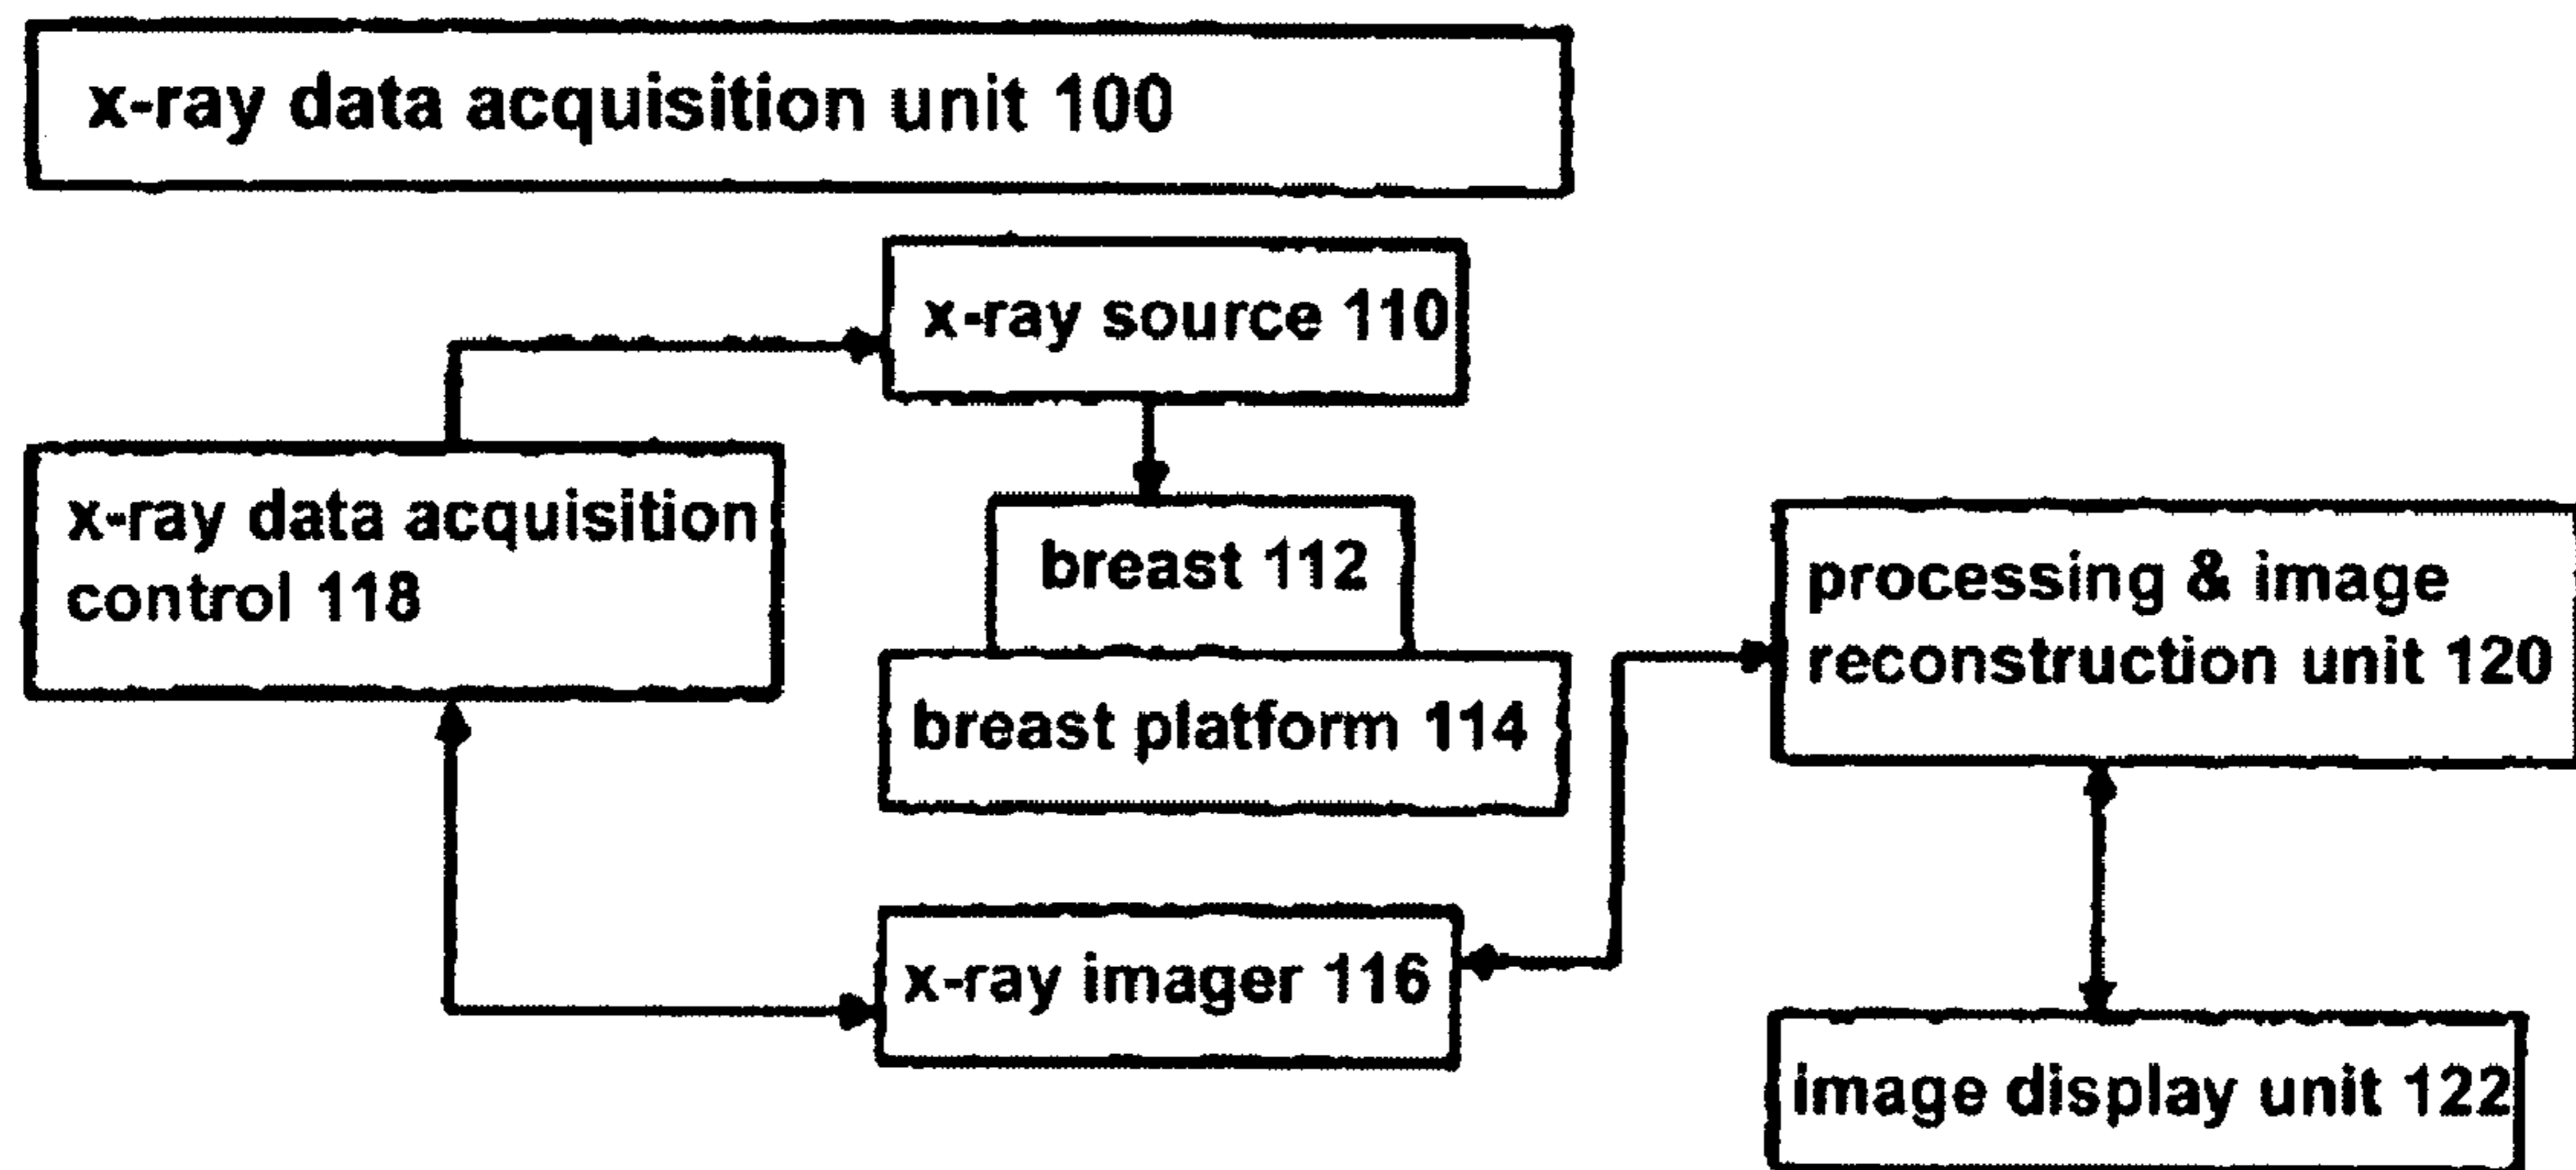 x-ray data acquisition unit 100
x-ray source 110
x-ray data acquisition
control 118
breast 112
breast platform 114
processing & image
reconstruction unit 120
x-ray imager 116
image display unit 122